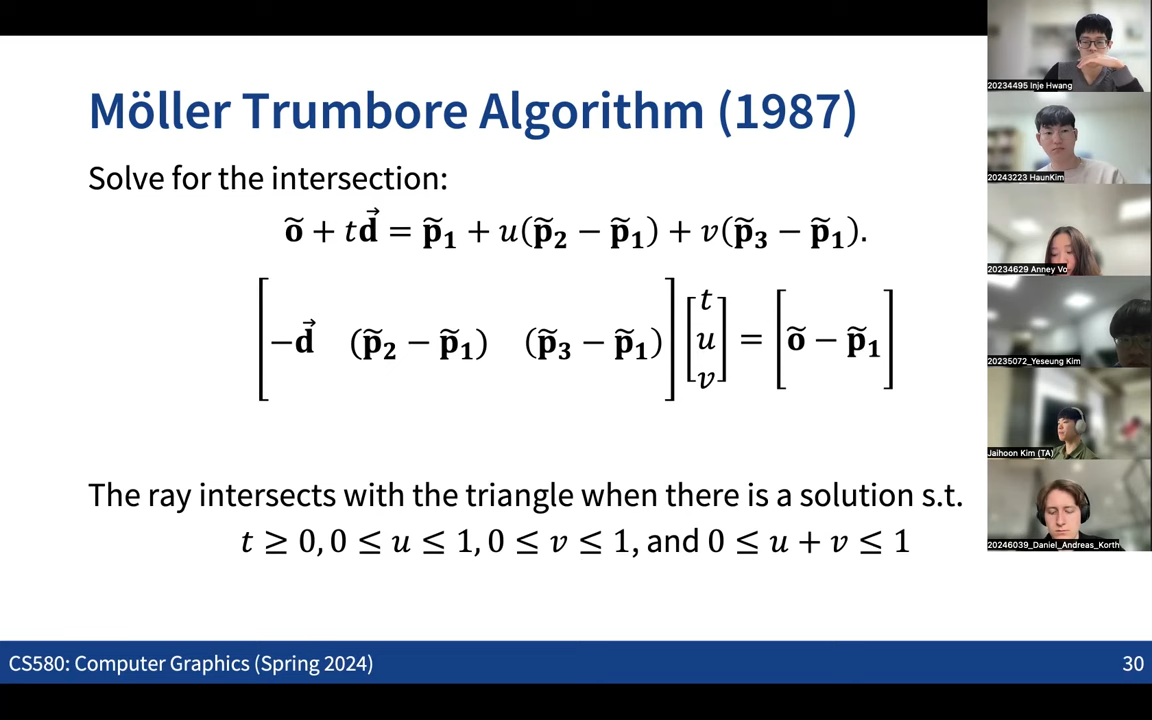 Möller Trumbore Algorithm (1987)
Solve for the intersection:
õ + td⃗ = p̃₁ + u(p̃₂ − p̃₁) + v(p̃₃ − p̃₁).
[−d⃗ (p̃₂ − p̃₁) (p̃₃ − p̃₁)] [t u v] = [õ − p̃₁]
The ray intersects with the triangle when there is a solution s.t.
t ≥ 0, 0 ≤ u ≤ 1, 0 ≤ v ≤ 1, and 0 ≤ u + v ≤ 1
CS580: Computer Graphics (Spring 2024)
30
20234495 Inje Hwang
20243223 HaunKim
20234629 Anney Vo
20235072_Yeseung Kim
Jaihoon Kim (TA)
20246039_Daniel_Andreas_Korth